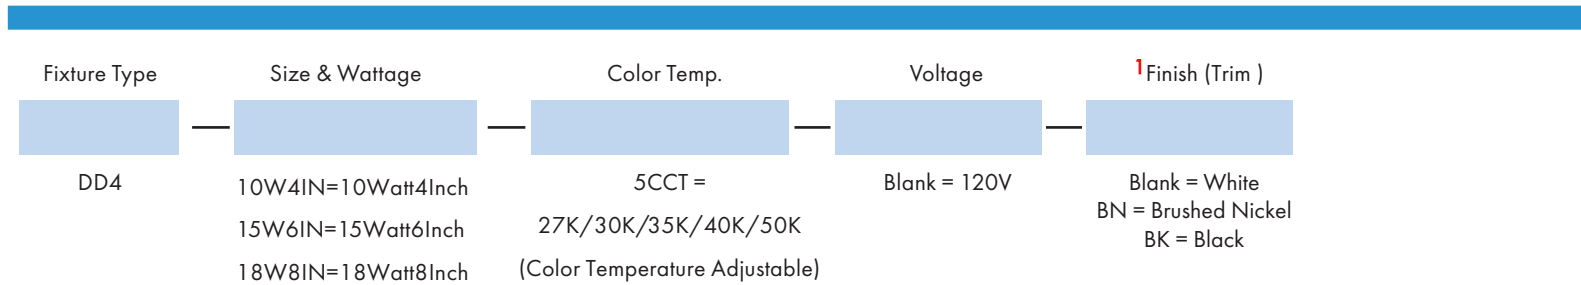 Fixture Type
Size & Wattage
Color Temp.
Voltage
1Finish (Trim )
DD4
10W4IN=10Watt4Inch
15W6IN=15Watt6Inch
18W8IN=18Watt8Inch
5CCT =
27K/30K/35K/40K/50K
(Color Temperature Adjustable)
Blank = 120V
Blank = White
BN = Brushed Nickel
BK = Black